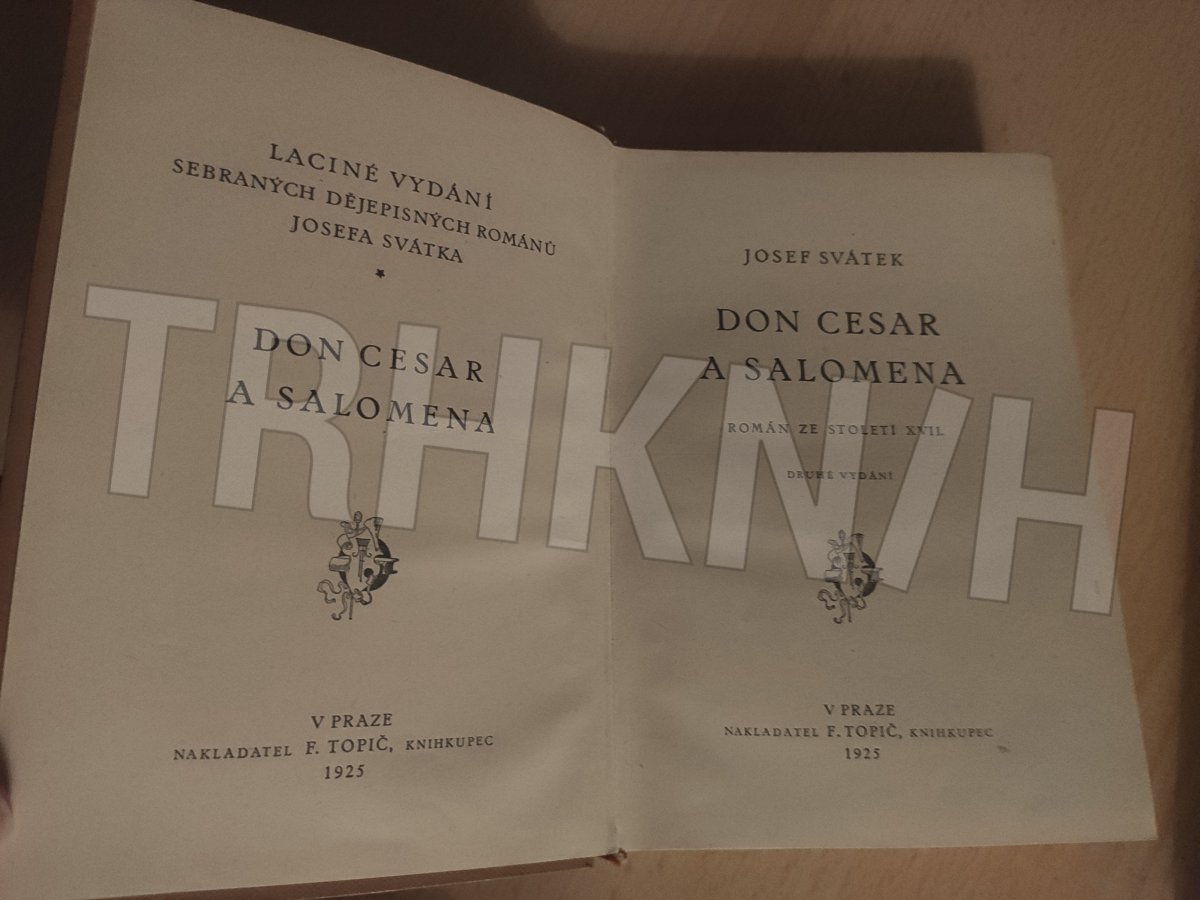 LACINÉ VYDÁNÍ
SEBRANÝCH DĚJEPISNÝCH ROMÁNŮ
JOSEFA SVÁTKA
*
DON CESAR
A SALOMENA
V PRAZE
NAKLADATEL F. TOPIČ, KNIHKUPEC
1925
JOSEF SVÁTEK
DON CESAR
A SALOMENA
ROMÁN ZE STOLETÍ XVII.
DRUHÉ VYDÁNÍ
V PRAZE
NAKLADATEL F. TOPIČ, KNIHKUPEC
1925
TRHKNIH